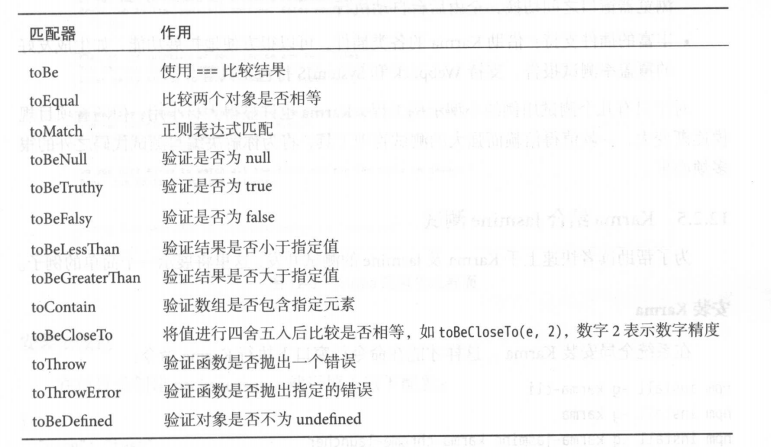 匹配器 作用
toBe 使用 === 比较结果
toEqual 比较两个对象是否相等
toMatch 正则表达式匹配
toBeNull 验证是否为 null
toBeTruthy 验证是否为 true
toBeFalsy 验证是否为 false
toBeLessThan 验证结果是否小于指定值
toBeGreaterThan 验证结果是否大于指定值
toContain 验证数组是否包含指定元素
toBeCloseTo 将值进行四舍五入后比较是否相等，如 toBeCloseTo(e, 2)，数字 2 表示数字精度
toThrow 验证函数是否抛出一个错误
toThrowError 验证函数是否抛出指定的错误
toBeDefined 验证对象是否不为 undefined